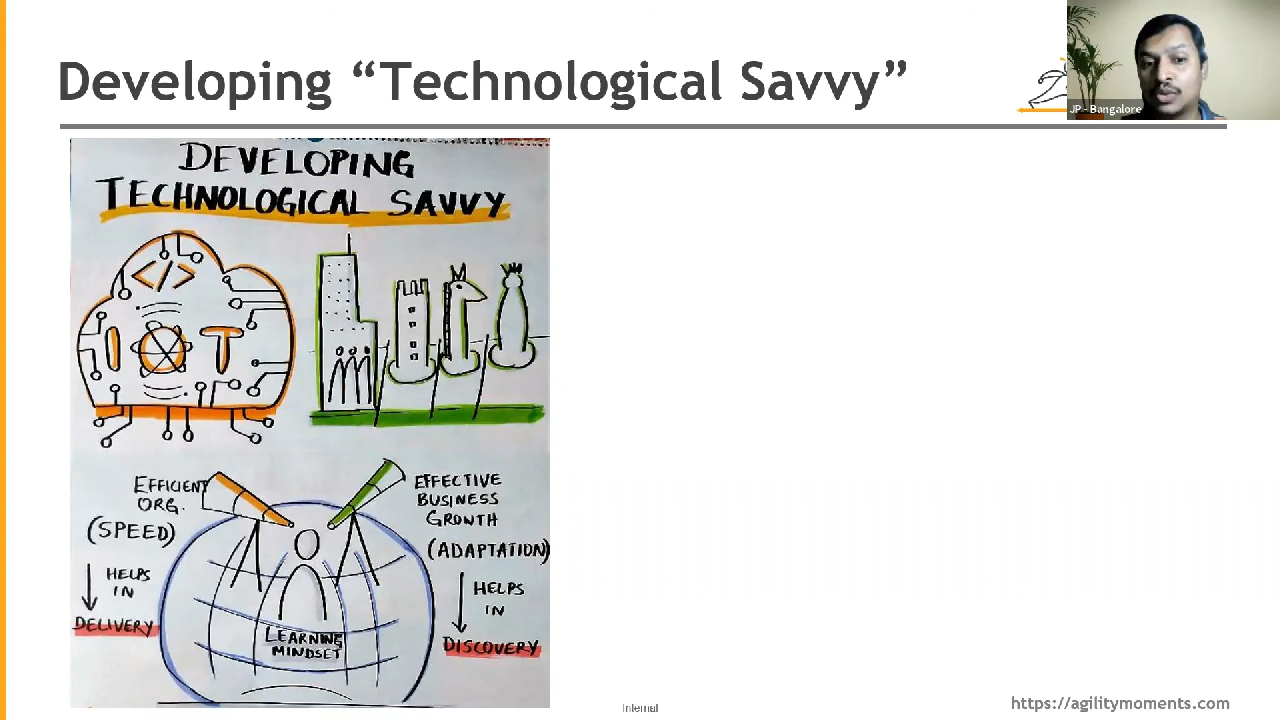 Developing “Technological Savvy”
JP - Bangalore
DEVELOPING
TECHNOLOGICAL SAVVY
</>
IOT
EFFICIENT
ORG.
(SPEED)
HELPS
IN
DELIVERY
EFFECTIVE
BUSINESS
GROWTH
(ADAPTATION)
HELPS
IN
DISCOVERY
LEARNING
MINDSET
Internal
https://agilitymoments.com